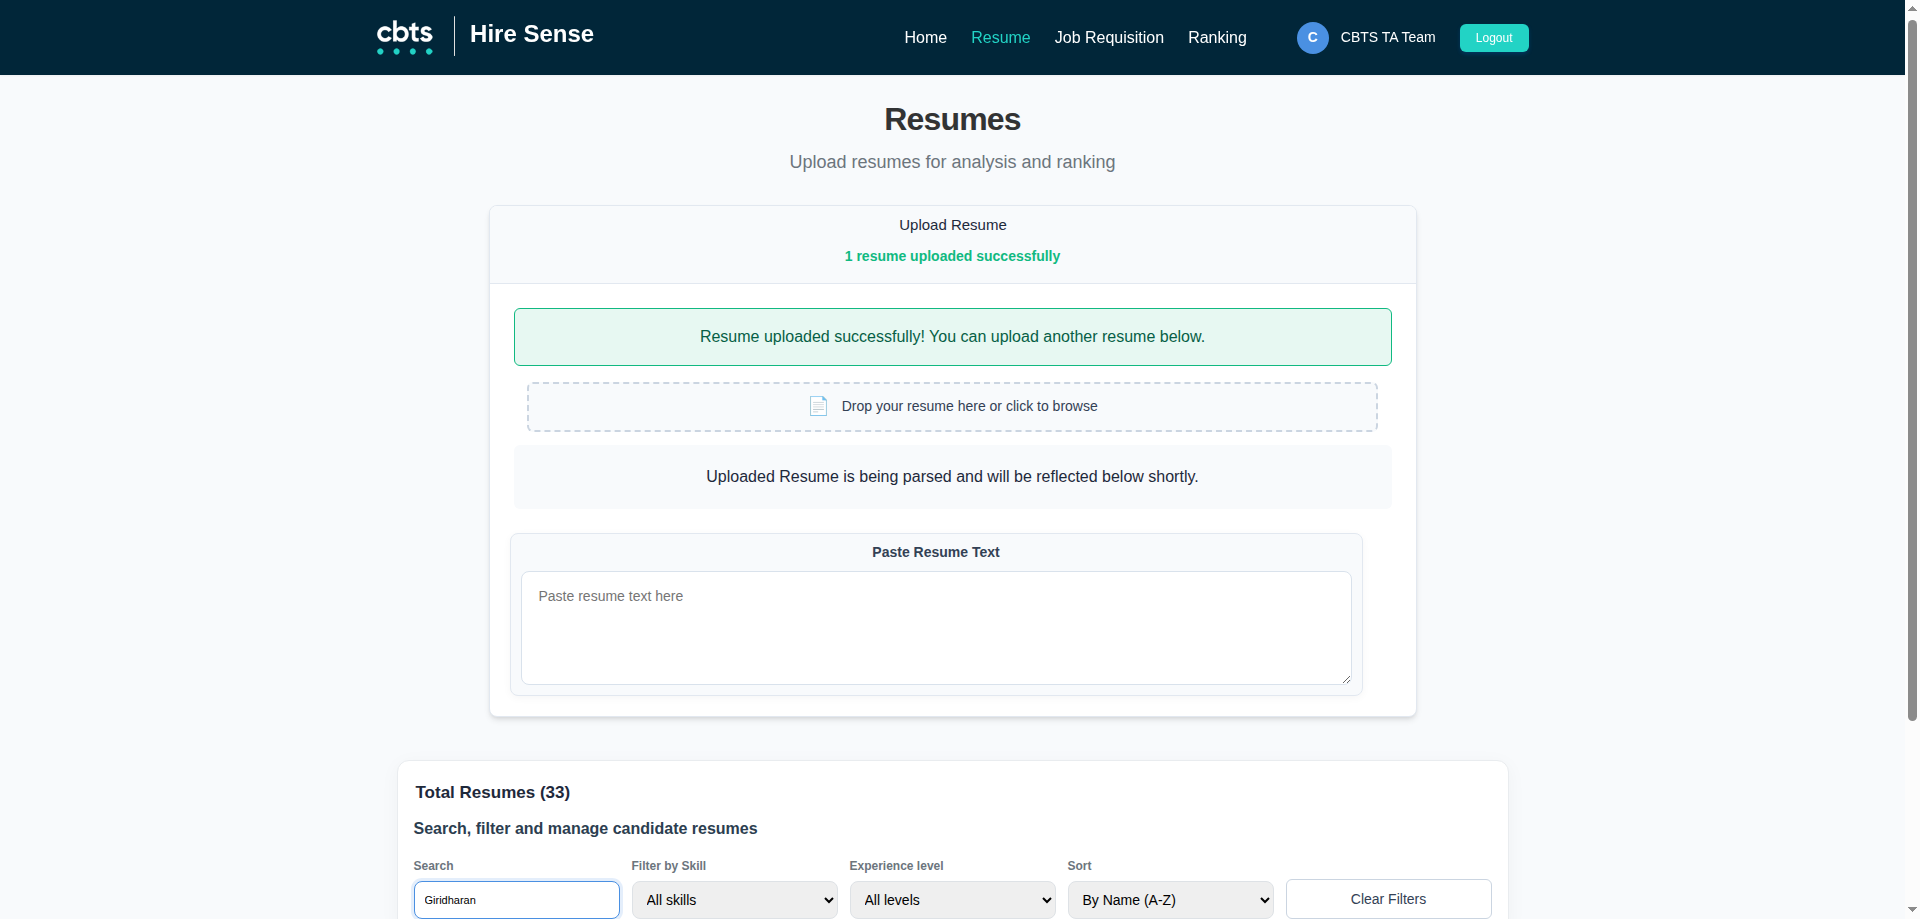 cbts
Hire Sense
Home
Resume
Job Requisition
Ranking
C
CBTS TA Team
Logout
Resumes
Upload resumes for analysis and ranking
Upload Resume
1 resume uploaded successfully
Resume uploaded successfully! You can upload another resume below.
Drop your resume here or click to browse
Uploaded Resume is being parsed and will be reflected below shortly.
Paste Resume Text
Paste resume text here
Total Resumes (33)
Search, filter and manage candidate resumes
Search
Filter by Skill
Experience level
Sort
Giridharan
All skills
All levels
By Name (A-Z)
Clear Filters